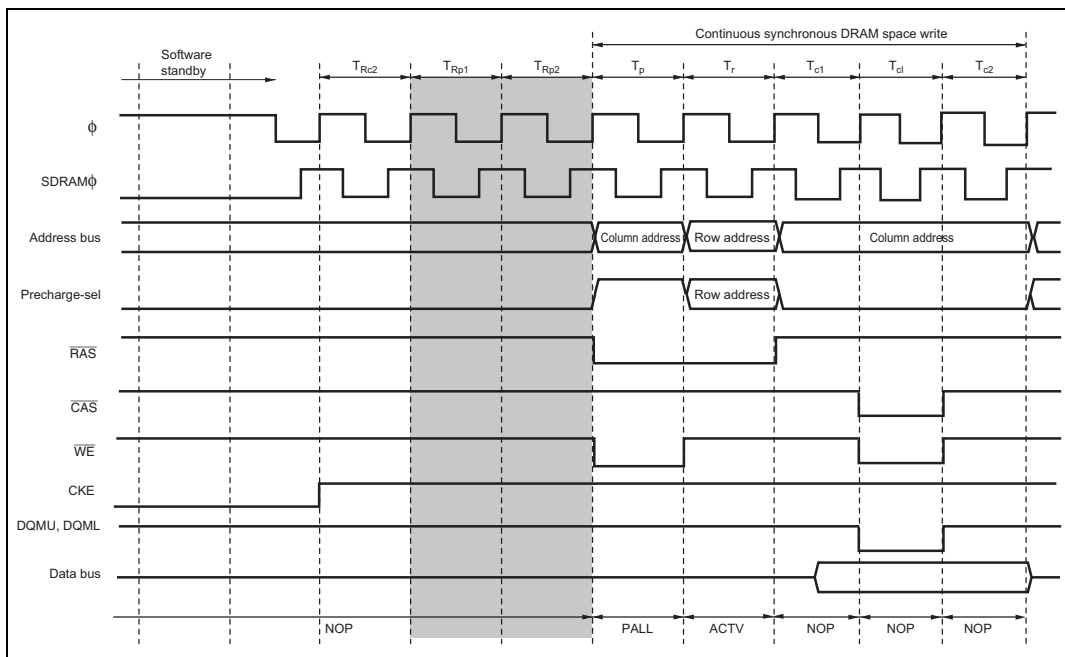 Continuous synchronous DRAM space write
Software
standby
TRc2 TRp1 TRp2 Tp Tr Tc1 Tcl Tc2
ϕ
SDRAMϕ
Address bus Column address Row address Column address
Precharge-sel Row address
RAS
CAS
WE
CKE
DQMU, DQML
Data bus
NOP PALL ACTV NOP NOP NOP